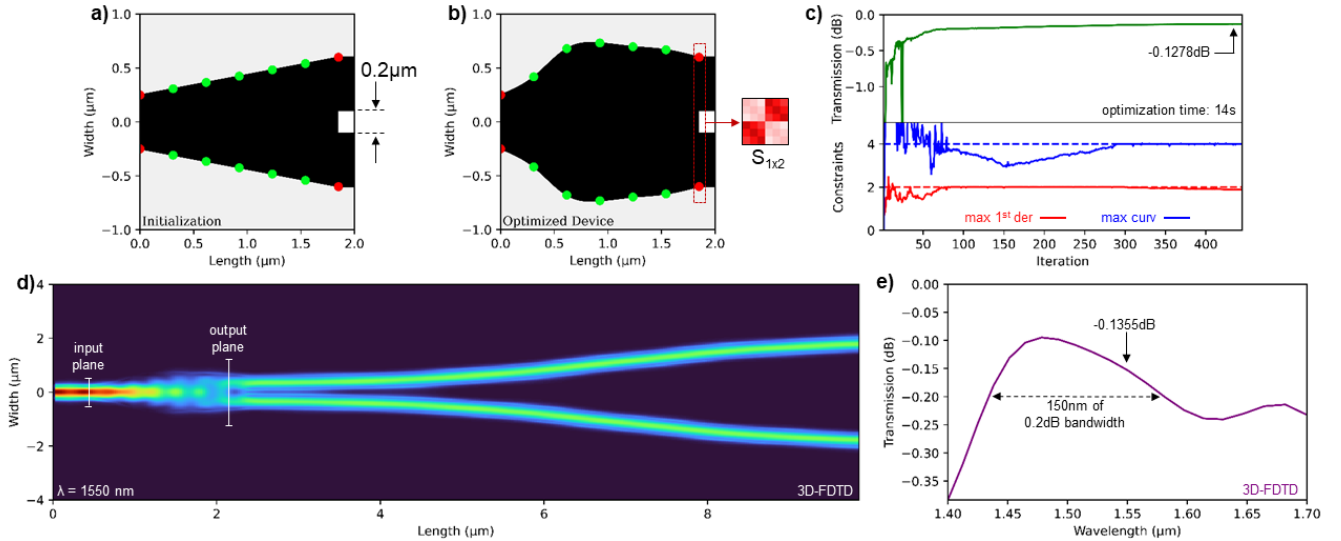 a)
1.0
0.5
0.0
−0.5
−1.0
Width (μm)
0.2μm
Initialization
0.0 0.5 1.0 1.5 2.0
Length (μm)
b)
1.0
0.5
0.0
−0.5
−1.0
Width (μm)
S1x2
Optimized Device
0.0 0.5 1.0 1.5 2.0
Length (μm)
c)
0.0
−0.5
−1.0
Transmission (dB)
-0.1278dB
optimization time: 14s
4
2
0
Constraints
max 1st der
max curv
50 100 150 200 250 300 350 400
Iteration
d)
4
2
0
−2
−4
Width (μm)
input
plane
output
plane
λ = 1550 nm
3D-FDTD
0 2 4 6 8
Length (μm)
e)
0.00
−0.05
−0.10
−0.15
−0.20
−0.25
−0.30
−0.35
Transmission (dB)
-0.1355dB
150nm of
0.2dB bandwidth
3D-FDTD
1.40 1.45 1.50 1.55 1.60 1.65 1.70
Wavelength (μm)